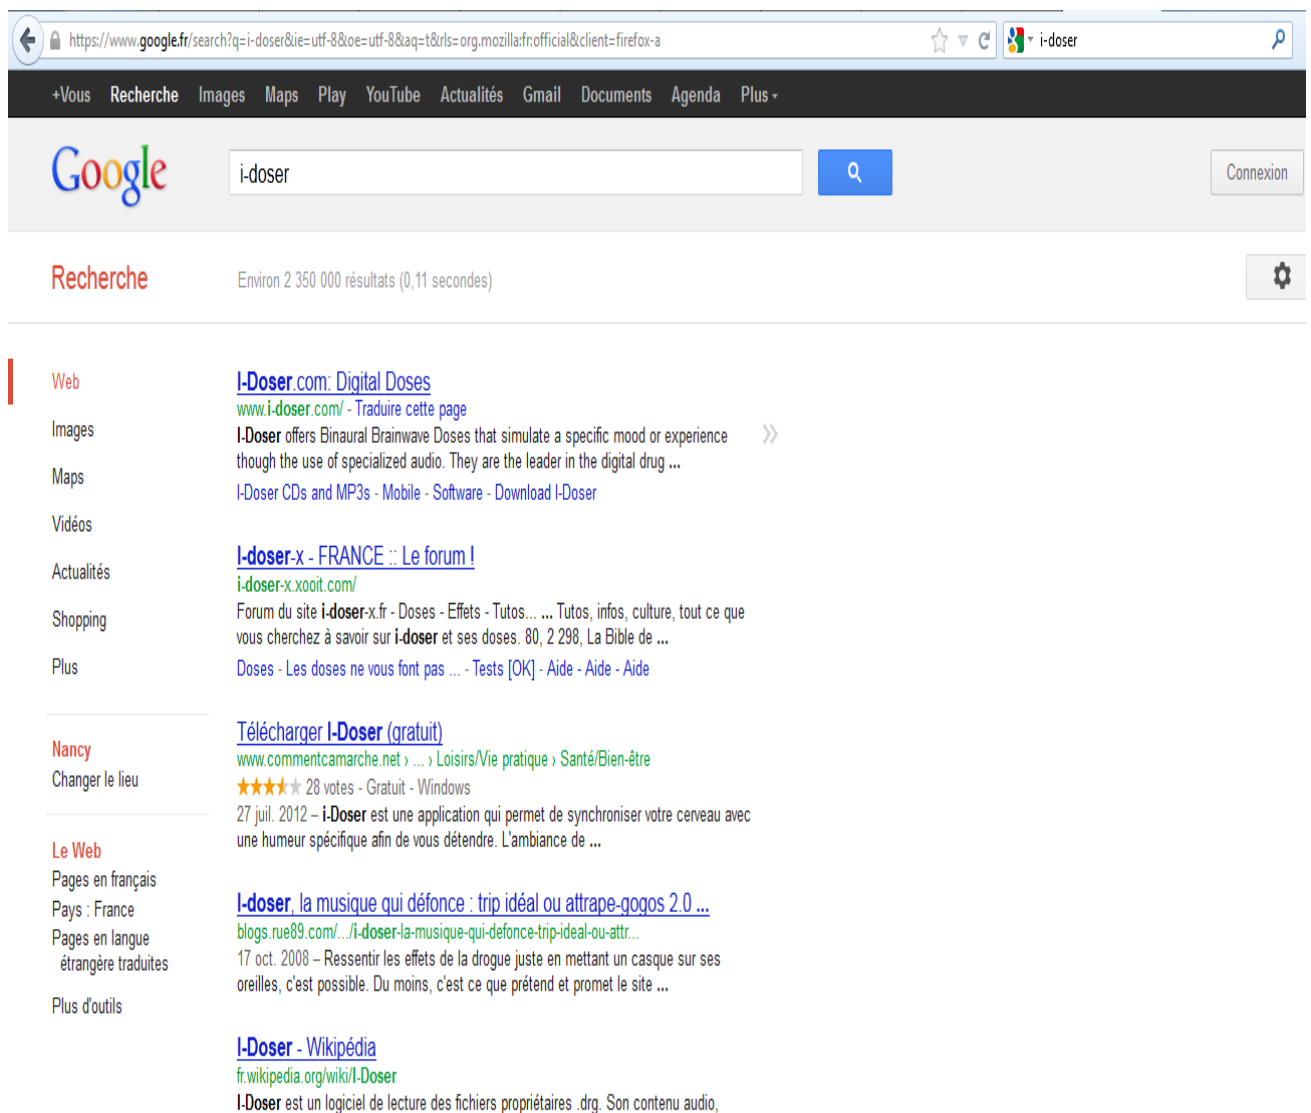 https://www.google.fr/search?q=i-doser&ie=utf-8&oe=utf-8&aq=t&rls=org.mozilla:fr:official&client=firefox-a
i-doser
+Vous Recherche Images Maps Play YouTube Actualités Gmail Documents Agenda Plus
Google
i-doser
Connexion
Recherche
Environ 2 350 000 résultats (0,11 secondes)
Web
Images
Maps
Vidéos
Actualités
Shopping
Plus
Nancy
Changer le lieu
Le Web
Pages en français
Pays : France
Pages en langue
étrangère traduites
Plus d'outils
I-Doser.com: Digital Doses
www.i-doser.com/ - Traduire cette page
I-Doser offers Binaural Brainwave Doses that simulate a specific mood or experience
though the use of specialized audio. They are the leader in the digital drug ...
I-Doser CDs and MP3s - Mobile - Software - Download I-Doser
I-doser-x - FRANCE :: Le forum !
i-doser-x.xooit.com/
Forum du site i-doser-x.fr - Doses - Effets - Tutos... ... Tutos, infos, culture, tout ce que
vous cherchez à savoir sur i-doser et ses doses. 80, 2 298, La Bible de ...
Doses - Les doses ne vous font pas ... - Tests [OK] - Aide - Aide - Aide
Télécharger I-Doser (gratuit)
www.commentcamarche.net › ... › Loisirs/Vie pratique › Santé/Bien-être
28 votes - Gratuit - Windows
27 juil. 2012 – i-Doser est une application qui permet de synchroniser votre cerveau avec
une humeur spécifique afin de vous détendre. L'ambiance de ...
I-doser, la musique qui défonce : trip idéal ou attrape-gogos 2.0 ...
blogs.rue89.com/.../i-doser-la-musique-qui-defonce-trip-ideal-ou-attr...
17 oct. 2008 – Ressentir les effets de la drogue juste en mettant un casque sur ses
oreilles, c'est possible. Du moins, c'est ce que prétend et promet le site ...
I-Doser - Wikipédia
fr.wikipedia.org/wiki/I-Doser
I-Doser est un logiciel de lecture des fichiers propriétaires .drg. Son contenu audio,